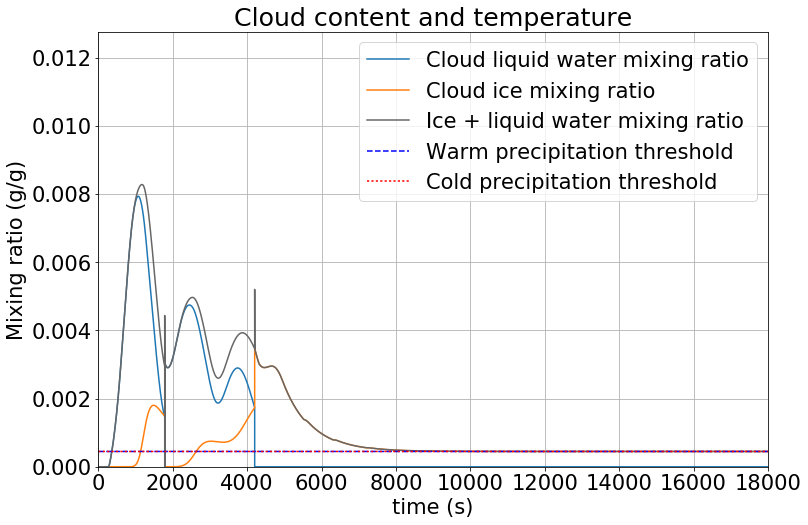 Cloud content and temperature
0.012
0.010
0.008
0.006
0.004
0.002
0.000
Mixing ratio (g/g)
Cloud liquid water mixing ratio
Cloud ice mixing ratio
Ice + liquid water mixing ratio
Warm precipitation threshold
Cold precipitation threshold
0 2000 4000 6000 8000 10000 12000 14000 16000 18000
time (s)